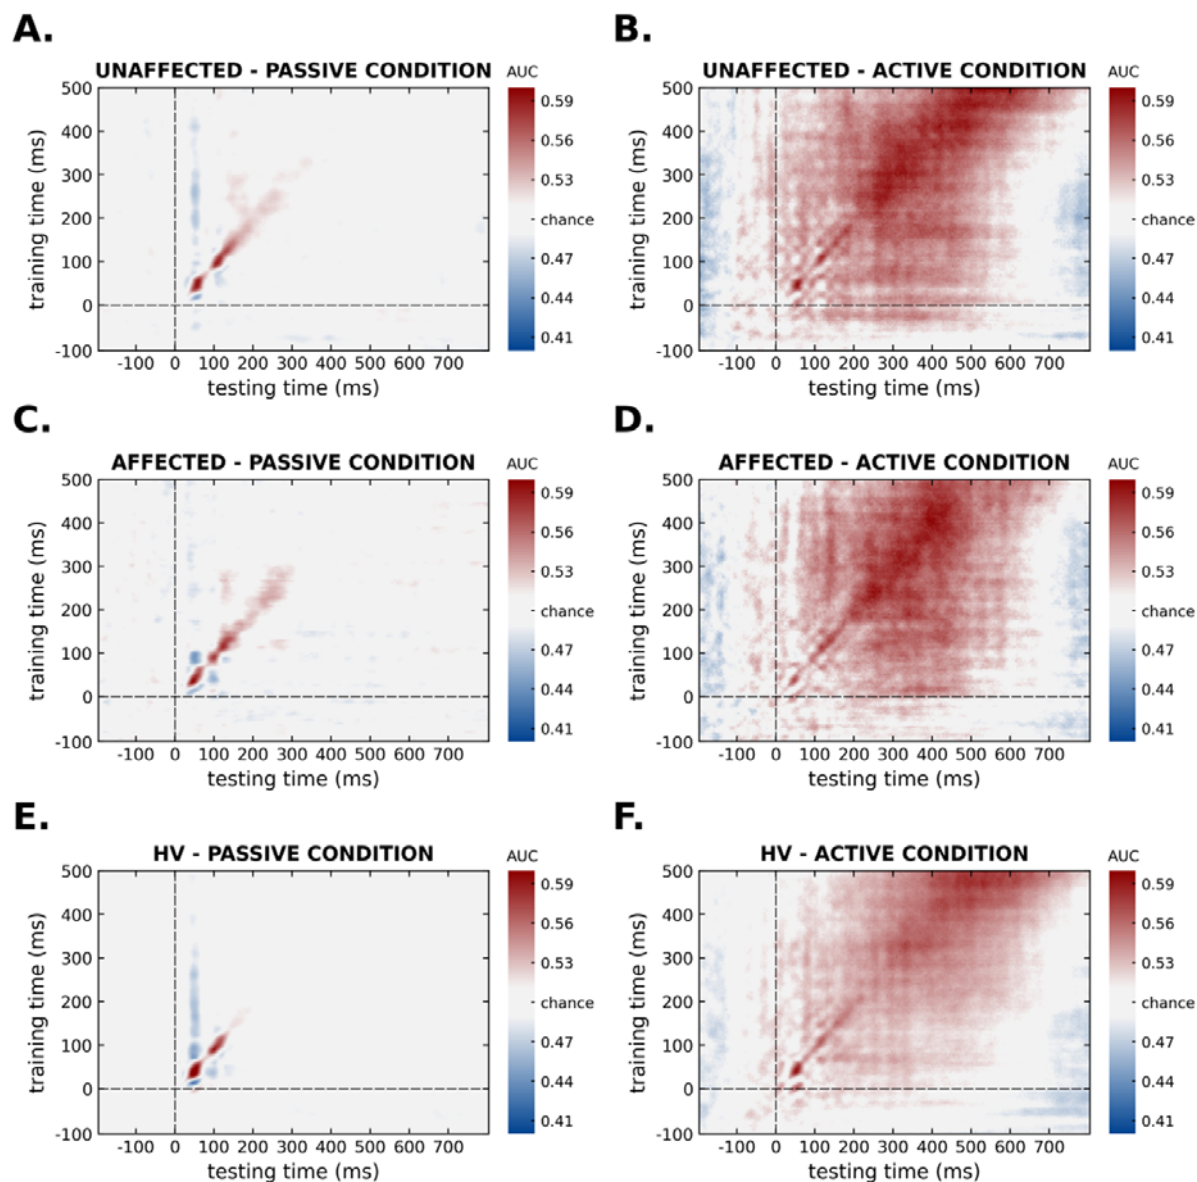 A.
UNAFFECTED - PASSIVE CONDITION
AUC
500
400
300
200
100
0
-100
training time (ms)
-100 0 100 200 300 400 500 600 700
testing time (ms)
0.59
0.56
0.53
chance
0.47
0.44
0.41
B.
UNAFFECTED - ACTIVE CONDITION
AUC
500
400
300
200
100
0
-100
training time (ms)
-100 0 100 200 300 400 500 600 700
testing time (ms)
0.59
0.56
0.53
chance
0.47
0.44
0.41
C.
AFFECTED - PASSIVE CONDITION
AUC
500
400
300
200
100
0
-100
training time (ms)
-100 0 100 200 300 400 500 600 700
testing time (ms)
0.59
0.56
0.53
chance
0.47
0.44
0.41
D.
AFFECTED - ACTIVE CONDITION
AUC
500
400
300
200
100
0
-100
training time (ms)
-100 0 100 200 300 400 500 600 700
testing time (ms)
0.59
0.56
0.53
chance
0.47
0.44
0.41
E.
HV - PASSIVE CONDITION
AUC
500
400
300
200
100
0
-100
training time (ms)
-100 0 100 200 300 400 500 600 700
testing time (ms)
0.59
0.56
0.53
chance
0.47
0.44
0.41
F.
HV - ACTIVE CONDITION
AUC
500
400
300
200
100
0
-100
training time (ms)
-100 0 100 200 300 400 500 600 700
testing time (ms)
0.59
0.56
0.53
chance
0.47
0.44
0.41